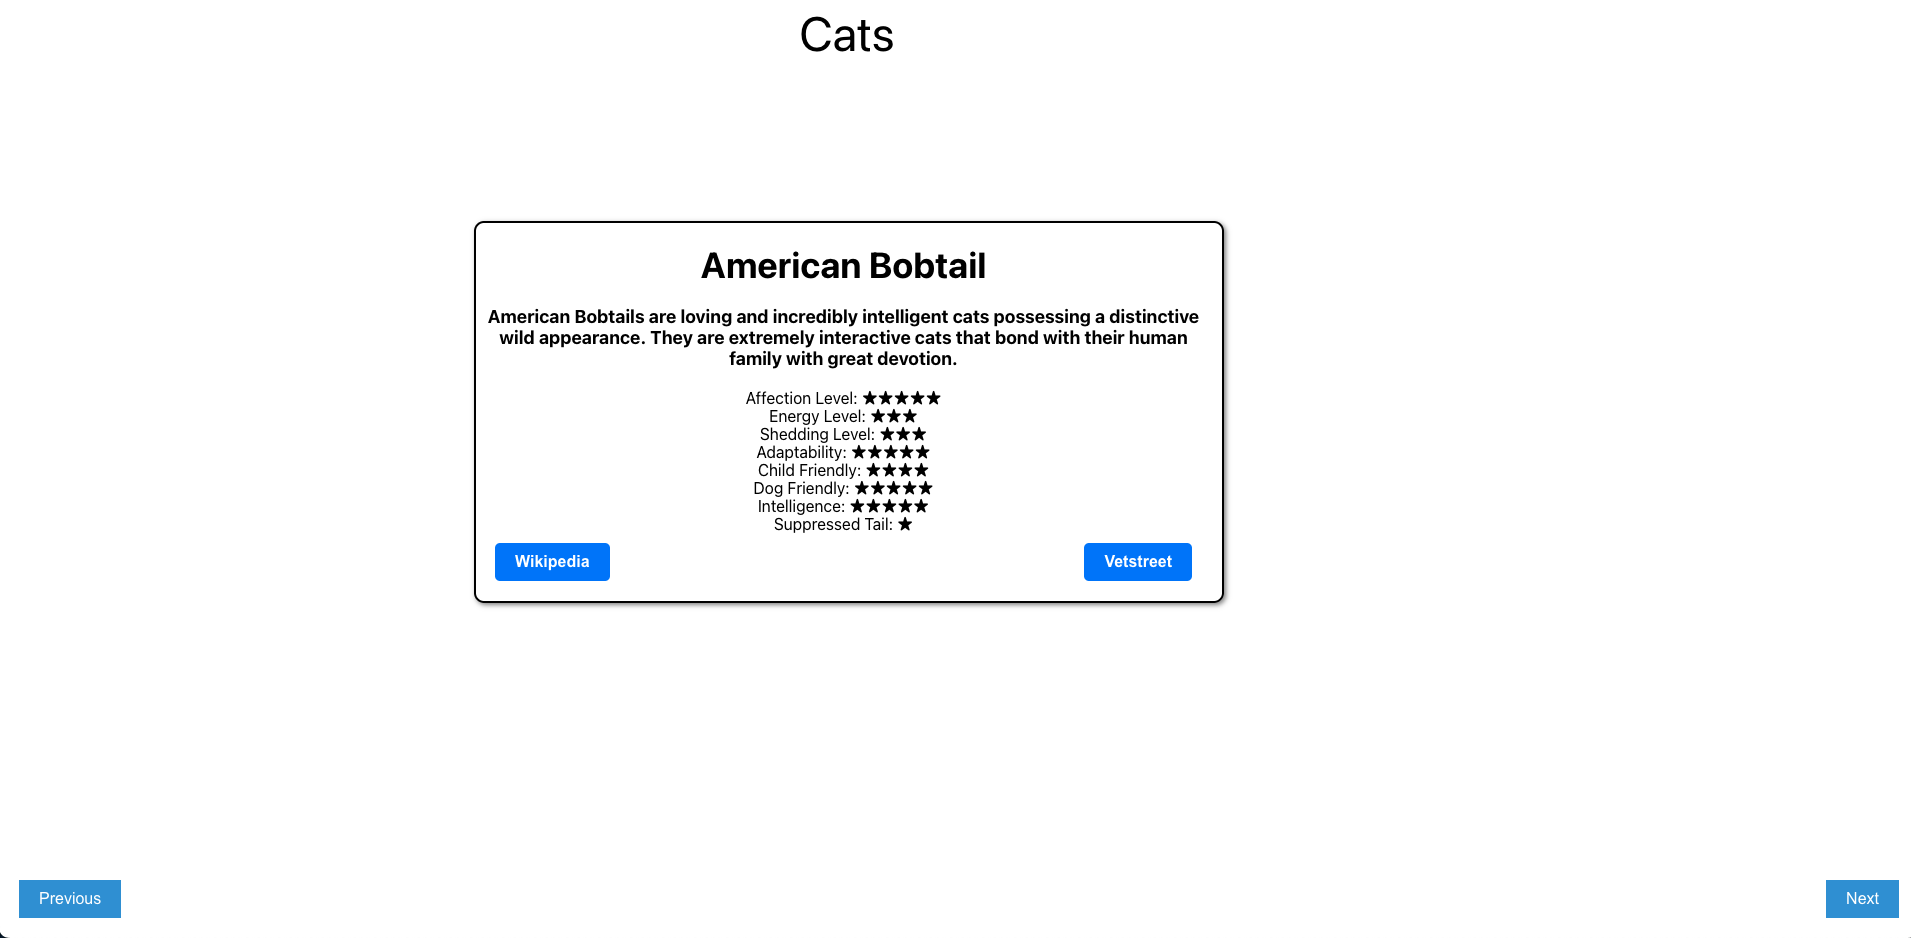 Cats
American Bobtail
American Bobtails are loving and incredibly intelligent cats possessing a distinctive
wild appearance. They are extremely interactive cats that bond with their human
family with great devotion.
Affection Level: ★★★★★
Energy Level: ★★★
Shedding Level: ★★★
Adaptability: ★★★★★
Child Friendly: ★★★★
Dog Friendly: ★★★★★
Intelligence: ★★★★★
Suppressed Tail: ★
Wikipedia
Vetstreet
Previous
Next